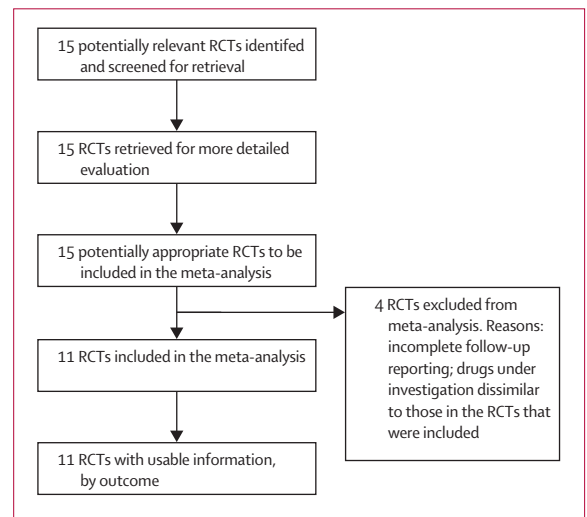 15 potentially relevant RCTs identifed
and screened for retrieval
15 RCTs retrieved for more detailed
evaluation
15 potentially appropriate RCTs to be
included in the meta-analysis
4 RCTs excluded from
meta-analysis. Reasons:
incomplete follow-up
reporting; drugs under
investigation dissimilar
to those in the RCTs that
were included
11 RCTs included in the meta-analysis
11 RCTs with usable information,
by outcome